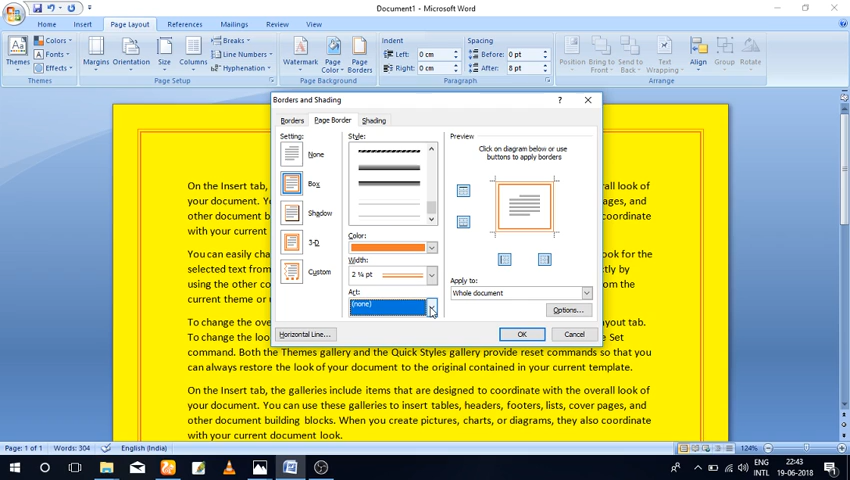 Document1 - Microsoft Word
Home Insert Page Layout References Mailings Review View
Themes
Colors
Fonts
Effects
Themes
Margins Orientation Size Columns
Breaks
Line Numbers
Hyphenation
Page Setup
Watermark Page Color Page Borders
Page Background
Indent
Left: 0 cm
Right: 0 cm
Spacing
Before: 0 pt
After: 8 pt
Paragraph
Position Bring to Front Send to Back Text Wrapping Align Group Rotate
Arrange
Borders and Shading
?
Borders Page Border Shading
Setting:
None
Box
Shadow
3-D
Custom
Style:
Color:
Width:
2 ¼ pt
Art:
(none)
Preview
Click on diagram below or use
buttons to apply borders
Apply to:
Whole document
Options...
Horizontal Line...
OK Cancel
On the Insert tab,
your document. Yo
other document b
with your current
You can easily cha
selected text from
using the other co
current theme or
To change the ove
To change the loo
command. Both the Themes gallery and the Quick Styles gallery provide reset commands so that you
can always restore the look of your document to the original contained in your current template.
On the Insert tab, the galleries include items that are designed to coordinate with the overall look of
your document. You can use these galleries to insert tables, headers, footers, lists, cover pages, and
other document building blocks. When you create pictures, charts, or diagrams, they also coordinate
with your current document look.
rall look of
ages, and
coordinate
ok for the
ctly by
at from the
yout tab.
e Set
Page: 1 of 1 Words: 304 English (India)
124%
ENG
INTL
22:43
19-06-2018